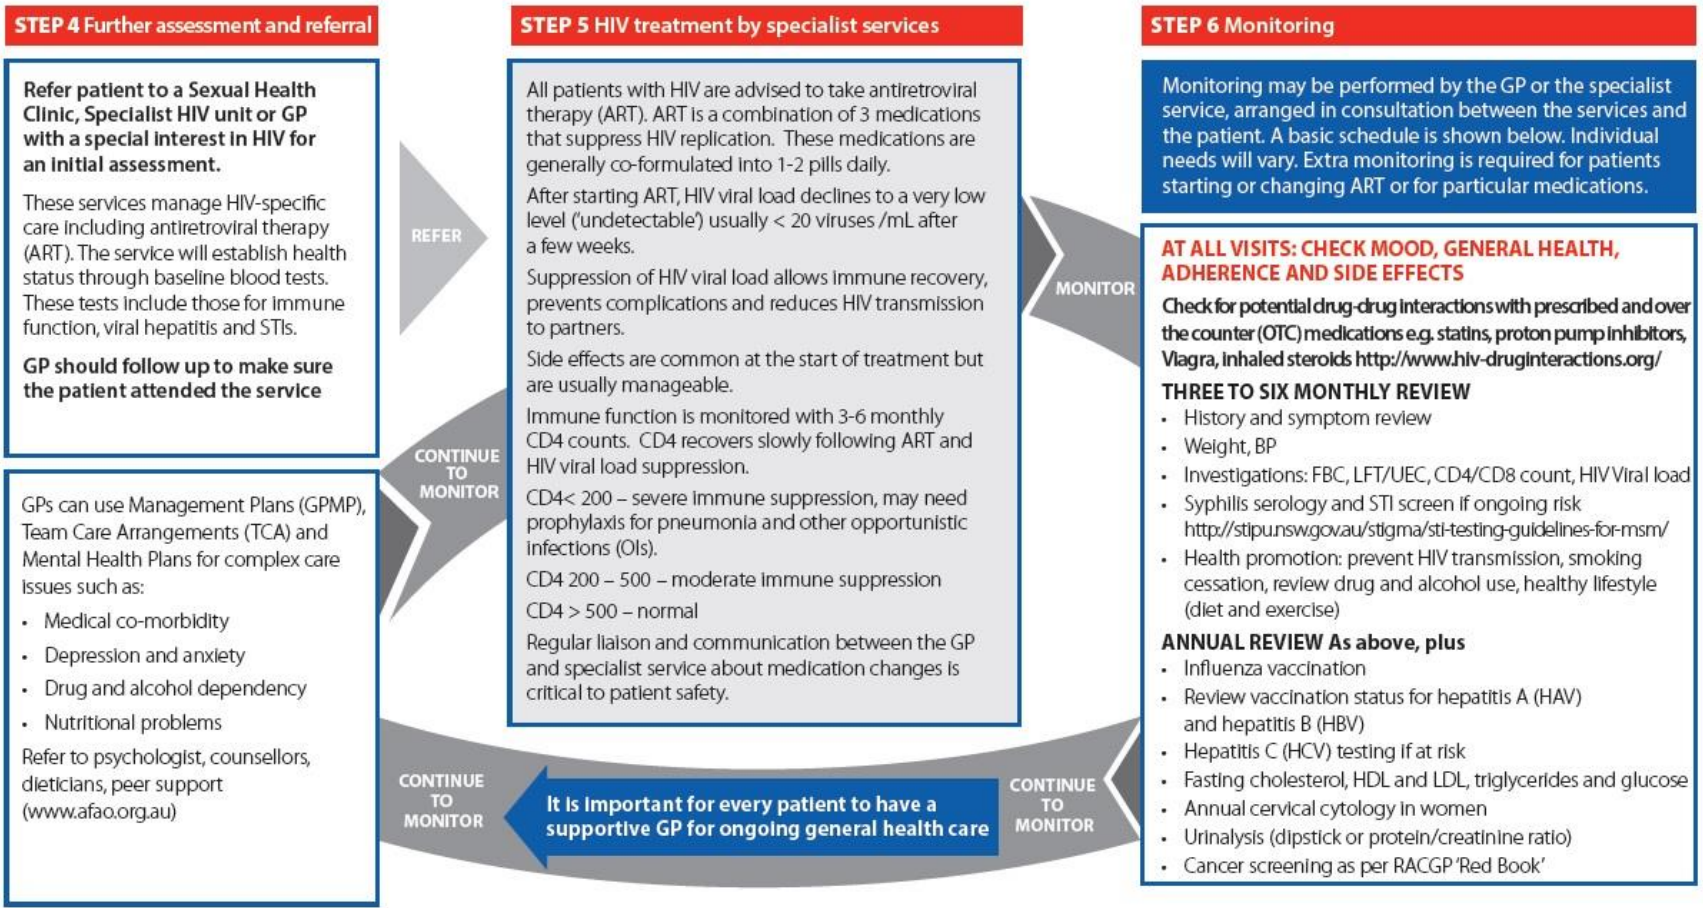 STEP 4 Further assessment and referral
Refer patient to a Sexual Health
Clinic, Specialist HIV unit or GP
with a special interest in HIV for
an initial assessment.
These services manage HIV-specific
care including antiretroviral therapy
(ART). The service will establish health
status through baseline blood tests.
These tests include those for immune
function, viral hepatitis and STIs.
GP should follow up to make sure
the patient attended the service
GPs can use Management Plans (GPMP),
Team Care Arrangements (TCA) and
Mental Health Plans for complex care
issues such as:
• Medical co-morbidity
• Depression and anxiety
• Drug and alcohol dependency
• Nutritional problems
Refer to psychologist, counsellors,
dieticians, peer support
(www.afao.org.au)
REFER
CONTINUE
TO
MONITOR
STEP 5 HIV treatment by specialist services
All patients with HIV are advised to take antiretroviral
therapy (ART). ART is a combination of 3 medications
that suppress HIV replication. These medications are
generally co-formulated into 1-2 pills daily.
After starting ART, HIV viral load declines to a very low
level ('undetectable') usually < 20 viruses /mL after
a few weeks.
Suppression of HIV viral load allows immune recovery,
prevents complications and reduces HIV transmission
to partners.
Side effects are common at the start of treatment but
are usually manageable.
Immune function is monitored with 3-6 monthly
CD4 counts. CD4 recovers slowly following ART and
HIV viral load suppression.
CD4< 200 – severe immune suppression, may need
prophylaxis for pneumonia and other opportunistic
infections (OIs).
CD4 200 – 500 – moderate immune suppression
CD4 > 500 – normal
Regular liaison and communication between the GP
and specialist service about medication changes is
critical to patient safety.
MONITOR
STEP 6 Monitoring
Monitoring may be performed by the GP or the specialist
service, arranged in consultation between the services and
the patient. A basic schedule is shown below. Individual
needs will vary. Extra monitoring is required for patients
starting or changing ART or for particular medications.
AT ALL VISITS: CHECK MOOD, GENERAL HEALTH,
ADHERENCE AND SIDE EFFECTS
Check for potential drug-drug interactions with prescribed and over
the counter (OTC) medications e.g. statins, proton pump inhibitors,
Viagra, inhaled steroids http://www.hiv-druginteractions.org/
THREE TO SIX MONTHLY REVIEW
• History and symptom review
• Weight, BP
• Investigations: FBC, LFT/UEC, CD4/CD8 count, HIV Viral load
• Syphilis serology and STI screen if ongoing risk
http://stipu.nsw.gov.au/stigma/sti-testing-guidelines-for-msm/
• Health promotion: prevent HIV transmission, smoking
cessation, review drug and alcohol use, healthy lifestyle
(diet and exercise)
ANNUAL REVIEW As above, plus
• Influenza vaccination
• Review vaccination status for hepatitis A (HAV)
and hepatitis B (HBV)
• Hepatitis C (HCV) testing if at risk
• Fasting cholesterol, HDL and LDL, triglycerides and glucose
• Annual cervical cytology in women
• Urinalysis (dipstick or protein/creatinine ratio)
• Cancer screening as per RACGP 'Red Book'
CONTINUE
TO
MONITOR
It is important for every patient to have a
supportive GP for ongoing general health care
CONTINUE
TO
MONITOR